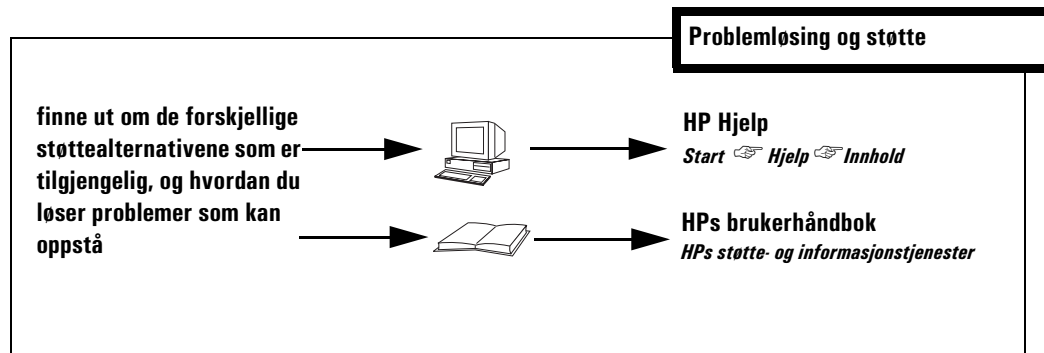 Problemløsing og støtte
finne ut om de forskjellige
støttealternativene som er
tilgjengelig, og hvordan du
løser problemer som kan
oppstå
HP Hjelp
Start ☞ Hjelp ☞ Innhold
HPs brukerhåndbok
HPs støtte- og informasjonstjenester